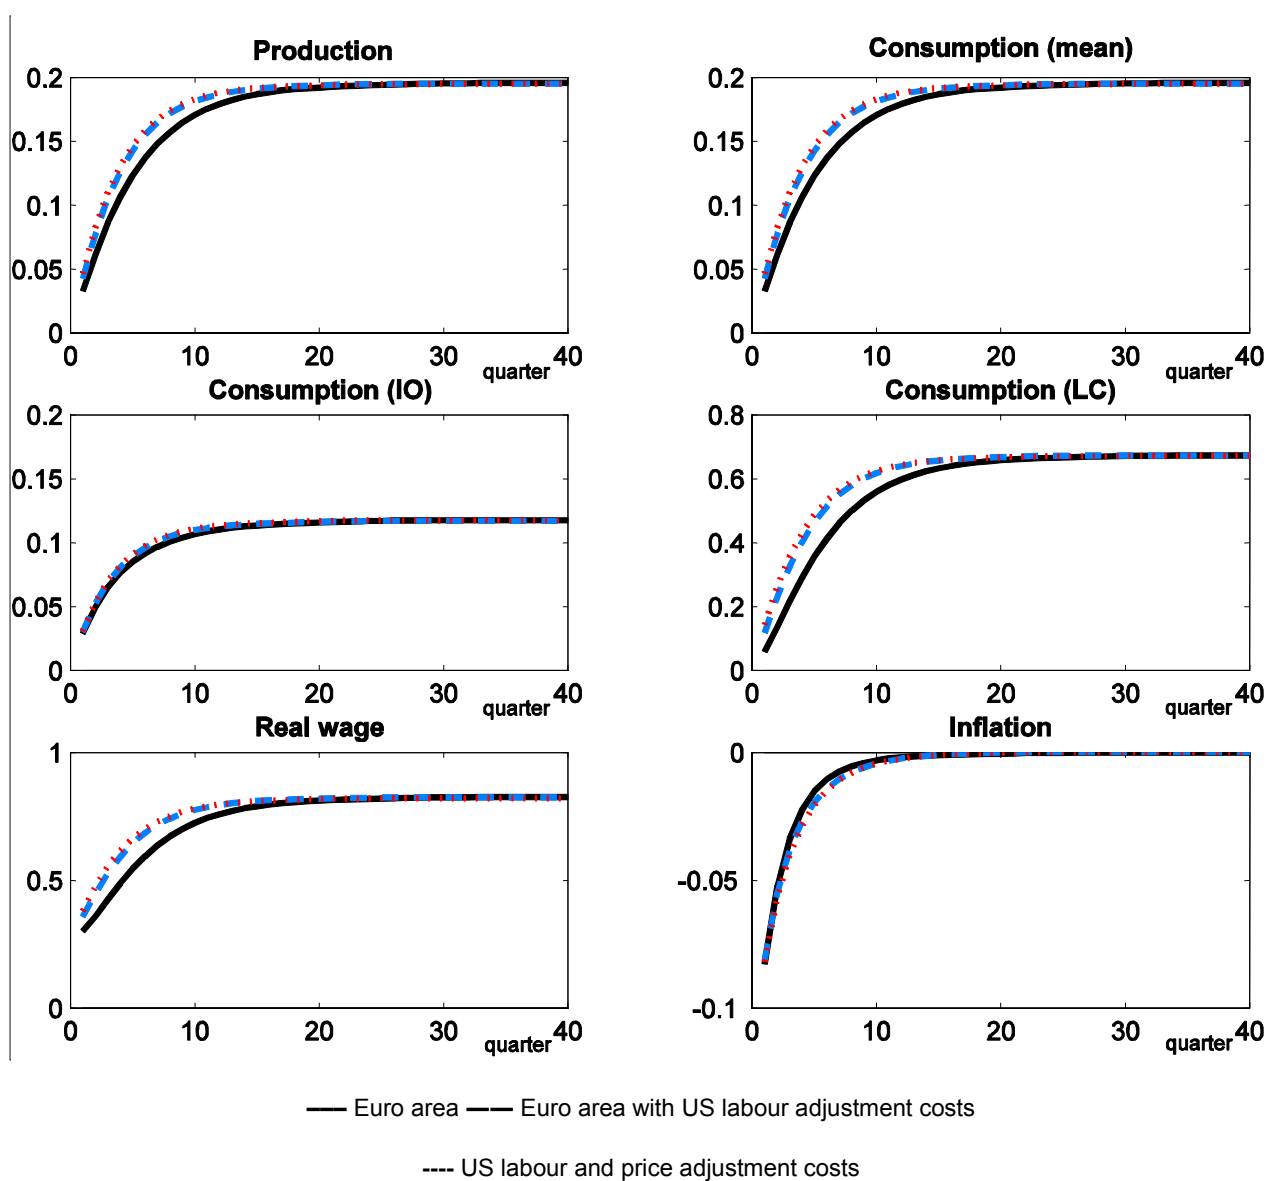 Production
Consumption (mean)
0.2
0.15
0.1
0.05
0
0 10 20 30 40
quarter
0.2
0.15
0.1
0.05
0
0 10 20 30 40
quarter
Consumption (IO)
Consumption (LC)
0.2
0.15
0.1
0.05
0
0 10 20 30 40
quarter
0.8
0.6
0.4
0.2
0
0 10 20 30 40
quarter
Real wage
Inflation
1
0.5
0
0 10 20 30 40
quarter
0
-0.05
-0.1
0 10 20 30 40
quarter
Euro area Euro area with US labour adjustment costs
US labour and price adjustment costs